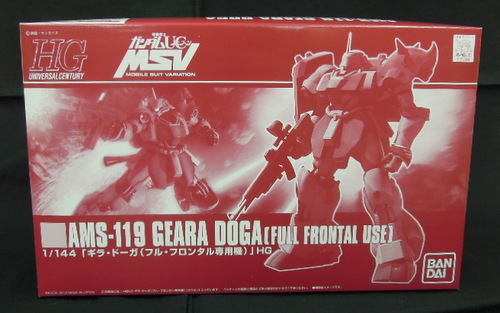 HG
UNIVERSAL CENTURY
ガンダムUC
MSV
MOBILE SUIT VARIATION
AMS-119 GEARA DOGA [FULL FRONTAL USE]
1/144「ギラ・ドーガ(フル・フロンタル専用機)」HG
BAN
DAI